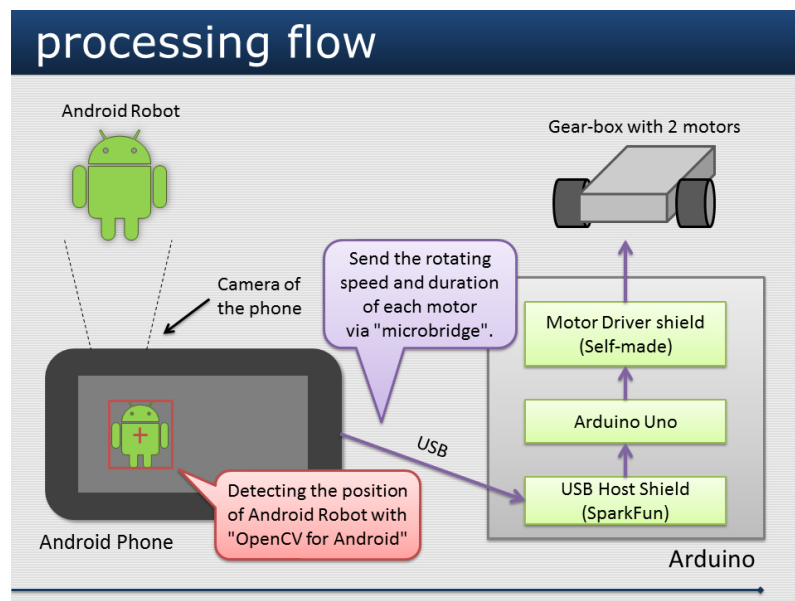 processing flow
Android Robot
Gear-box with 2 motors
Camera of
the phone
Send the rotating
speed and duration
of each motor
via "microbridge".
Motor Driver shield
(Self-made)
Arduino Uno
USB
USB Host Shield
(SparkFun)
Detecting the position
of Android Robot with
"OpenCV for Android"
Android Phone
Arduino